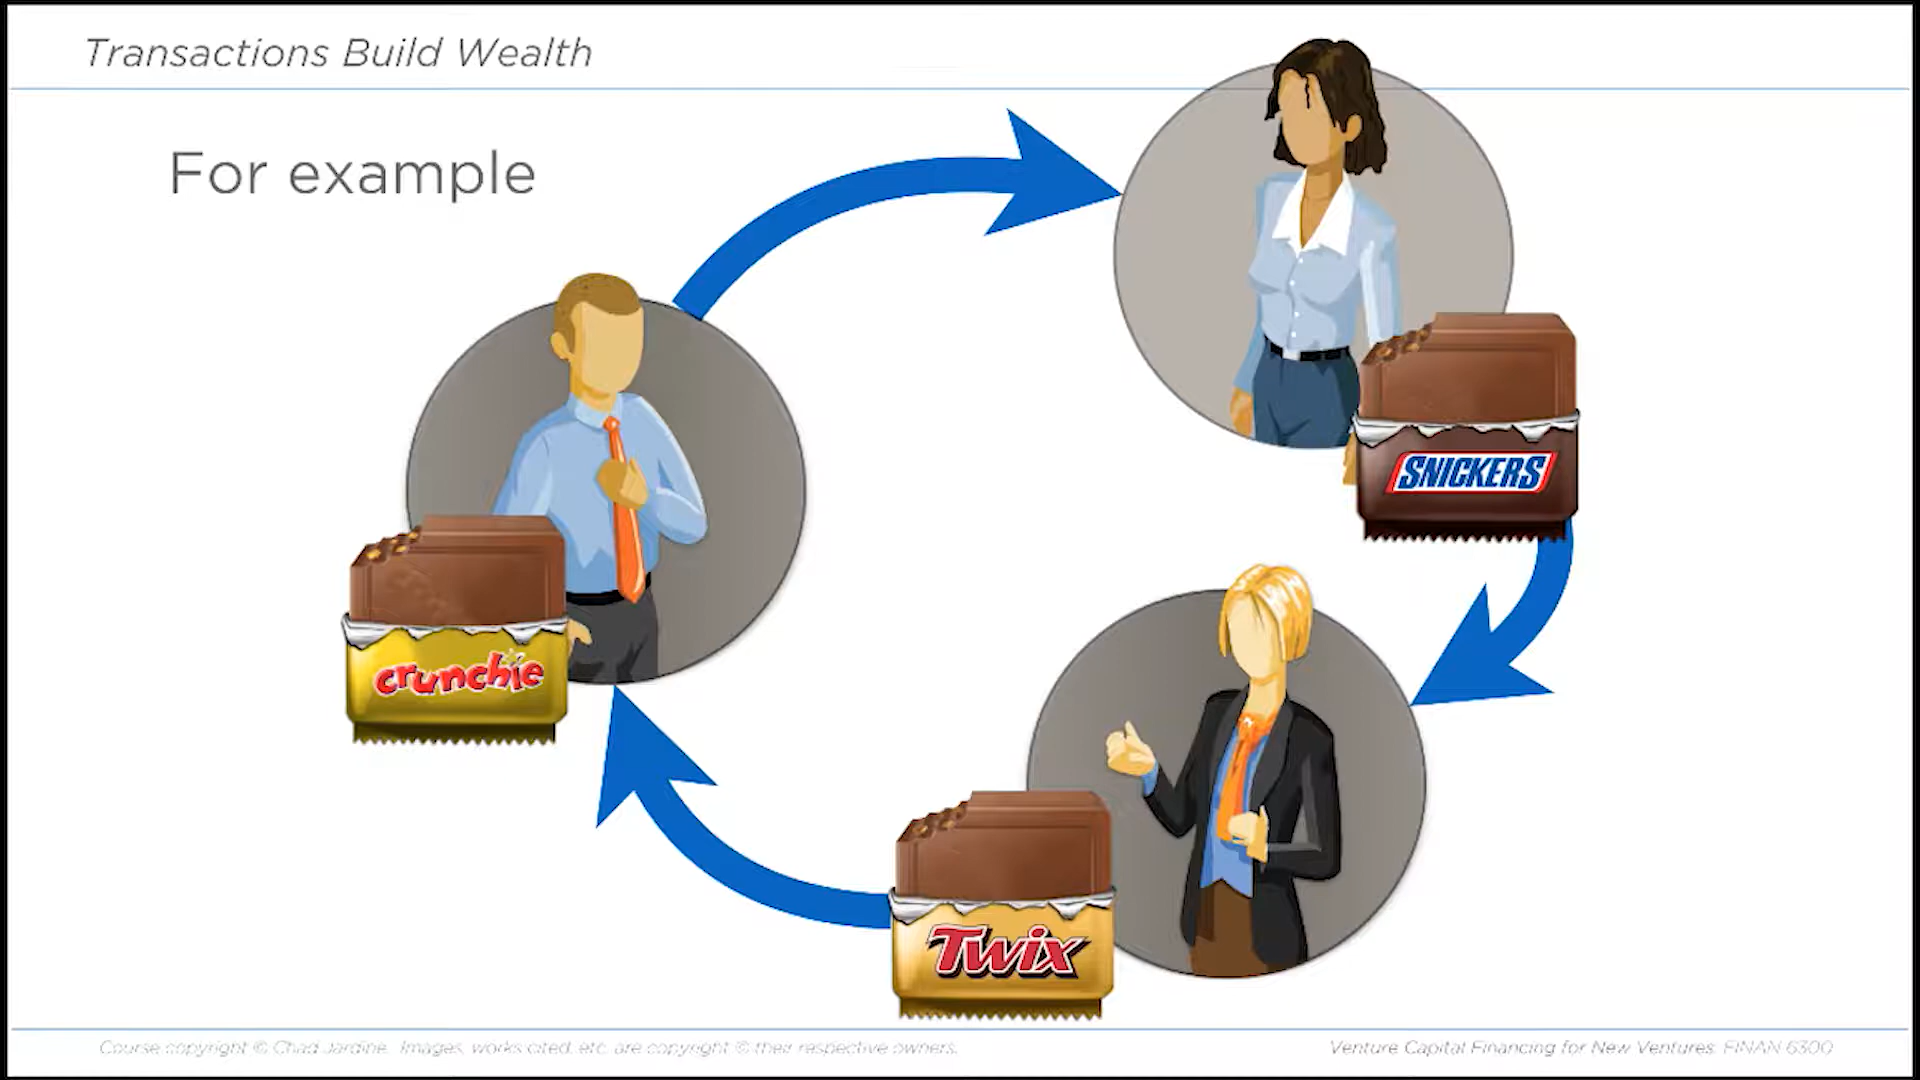 Transactions Build Wealth
For example
SNICKERS
crunchie
Twix
Course copyright © Chad Jardine. Images, works cited, etc. are copyright © their respective owners.
Venture Capital Financing for New Ventures: FINAN 6300